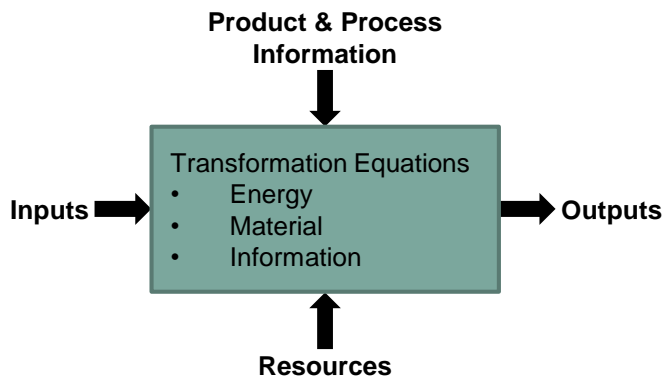 Product & Process
Information
Transformation Equations
• Energy
• Material
• Information
Inputs
Outputs
Resources